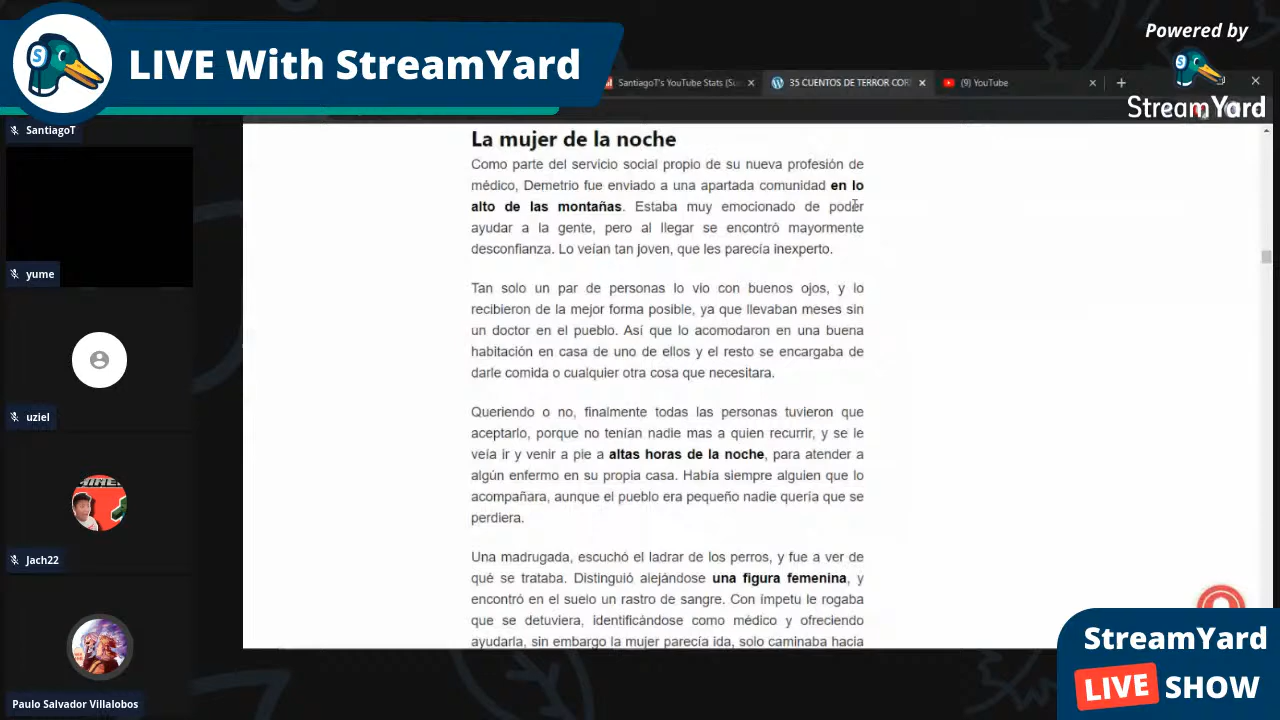 LIVE With StreamYard
Powered by
StreamYard
SantiagoT's YouTube Stats (Su
35 CUENTOS DE TERROR COR
(9) YouTube
SantiagoT
yume
uziel
Jach22
Paulo Salvador Villalobos
La mujer de la noche
Como parte del servicio social propio de su nueva profesión de
médico, Demetrio fue enviado a una apartada comunidad en lo
alto de las montañas. Estaba muy emocionado de poder
ayudar a la gente, pero al llegar se encontró mayormente
desconfianza. Lo veían tan joven, que les parecía inexperto.
Tan solo un par de personas lo vio con buenos ojos, y lo
recibieron de la mejor forma posible, ya que llevaban meses sin
un doctor en el pueblo. Así que lo acomodaron en una buena
habitación en casa de uno de ellos y el resto se encargaba de
darle comida o cualquier otra cosa que necesitara.
Queriendo o no, finalmente todas las personas tuvieron que
aceptarlo, porque no tenían nadie mas a quien recurrir, y se le
veía ir y venir a pie a altas horas de la noche, para atender a
algún enfermo en su propia casa. Había siempre alguien que lo
acompañara, aunque el pueblo era pequeño nadie quería que se
perdiera.
Una madrugada, escuchó el ladrar de los perros, y fue a ver de
qué se trataba. Distinguió alejándose una figura femenina, y
encontró en el suelo un rastro de sangre. Con ímpetu le rogaba
que se detuviera, identificándose como médico y ofreciendo
ayudarla, sin embargo la mujer parecía ida, solo caminaba hacia
StreamYard
LIVE SHOW